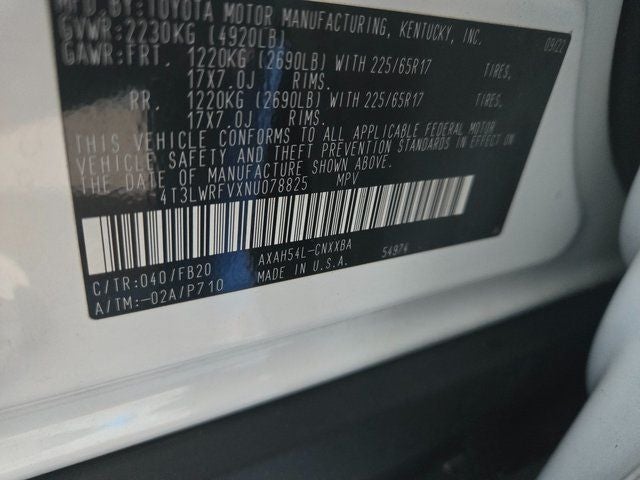 MFD.BY:TOYOTA MOTOR MANUFACTURING, KENTUCKY, INC.
GVWR:2230KG (4920LB) 09/22
GAWR:FRT. 1220KG (2690LB) WITH 225/65R17 TIRES,
17X7.0J RIMS.
RR. 1220KG (2690LB) WITH 225/65R17 TIRES,
17X7.0J RIMS.
THIS VEHICLE CONFORMS TO ALL APPLICABLE FEDERAL MOTOR
VEHICLE SAFETY AND THEFT PREVENTION STANDARDS IN EFFECT ON
THE DATE OF MANUFACTURE SHOWN ABOVE.
4T3LWRFVXNU078825 MPV
C/TR:040/FB20 AXAH54L-CNXXBA 54974
A/TM:-02A/P710 MADE IN U.S.A.